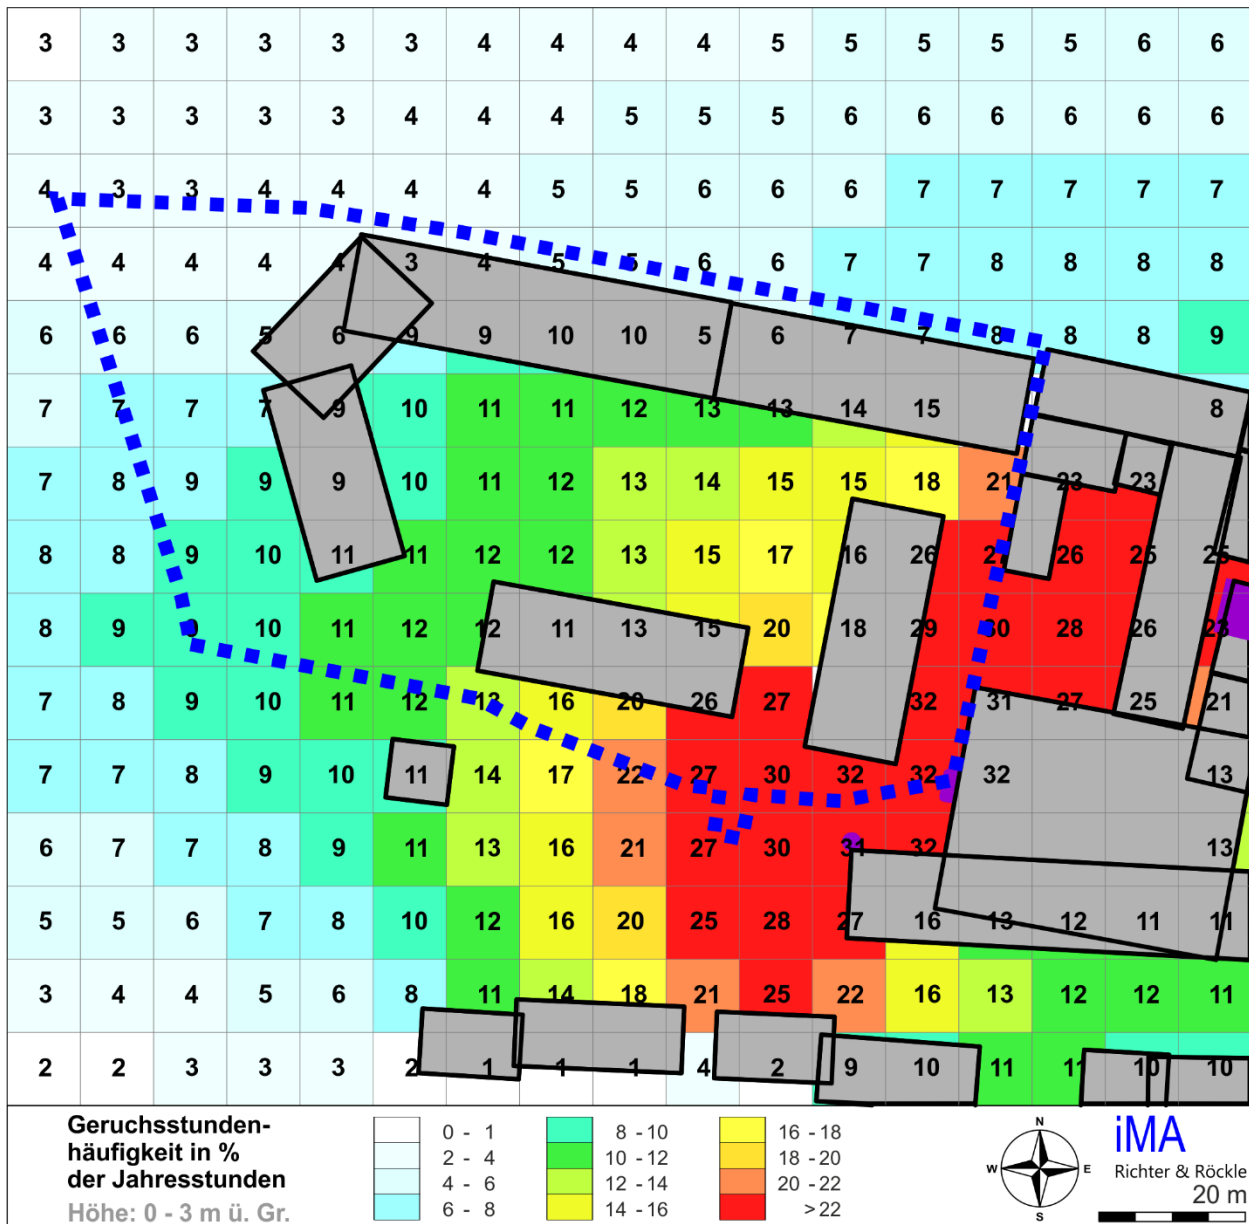 3 3 3 3 3 3 4 4 4 4 5 5 5 5 5 6 6
3 3 3 3 3 4 4 4 5 5 5 6 6 6 6 6 6
4 3 3 4 4 4 4 5 5 6 6 6 7 7 7 7 7
4 4 4 4 4 3 4 5 5 6 6 7 7 8 8 8 8
6 6 6 5 6 9 9 10 10 5 6 7 7 8 8 8 9
7 7 7 7 9 10 11 11 12 13 13 14 15 8
7 8 9 9 9 10 11 12 13 14 15 15 18 21 23 23
8 8 9 10 11 11 12 12 13 15 17 16 26 27 26 25 25
8 9 9 10 11 12 12 11 13 15 20 18 29 30 28 26 23
7 8 9 10 11 12 13 16 20 26 27 32 31 27 25 21
7 7 8 9 10 11 14 17 22 27 30 32 32 32 13
6 7 7 8 9 11 13 16 21 27 30 31 32 13
5 5 6 7 8 10 12 16 20 25 28 27 16 13 12 11 11
3 4 4 5 6 8 11 14 18 21 25 22 16 13 12 12 11
2 2 3 3 3 2 1 1 1 4 2 9 10 11 11 10 10
Geruchsstunden-
häufigkeit in %
der Jahresstunden
Höhe: 0 - 3 m ü. Gr.
0 - 1
2 - 4
4 - 6
6 - 8
8 - 10
10 - 12
12 - 14
14 - 16
16 - 18
18 - 20
20 - 22
>22
N
W E
S
iMA
Richter & Röckle
20 m